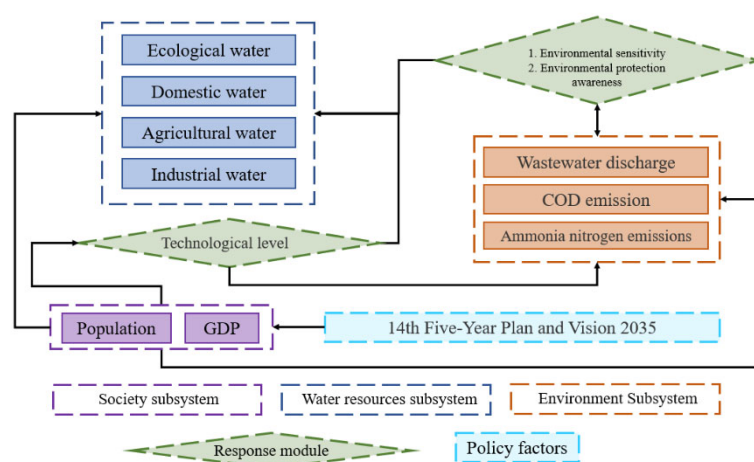 Ecological water
Domestic water
Agricultural water
Industrial water
1. Environmental sensitivity
2. Environmental protection
awareness
Wastewater discharge
COD emission
Ammonia nitrogen emissions
Technological level
Population
GDP
14th Five-Year Plan and Vision 2035
Society subsystem
Water resources subsystem
Environment Subsystem
Response module
Policy factors